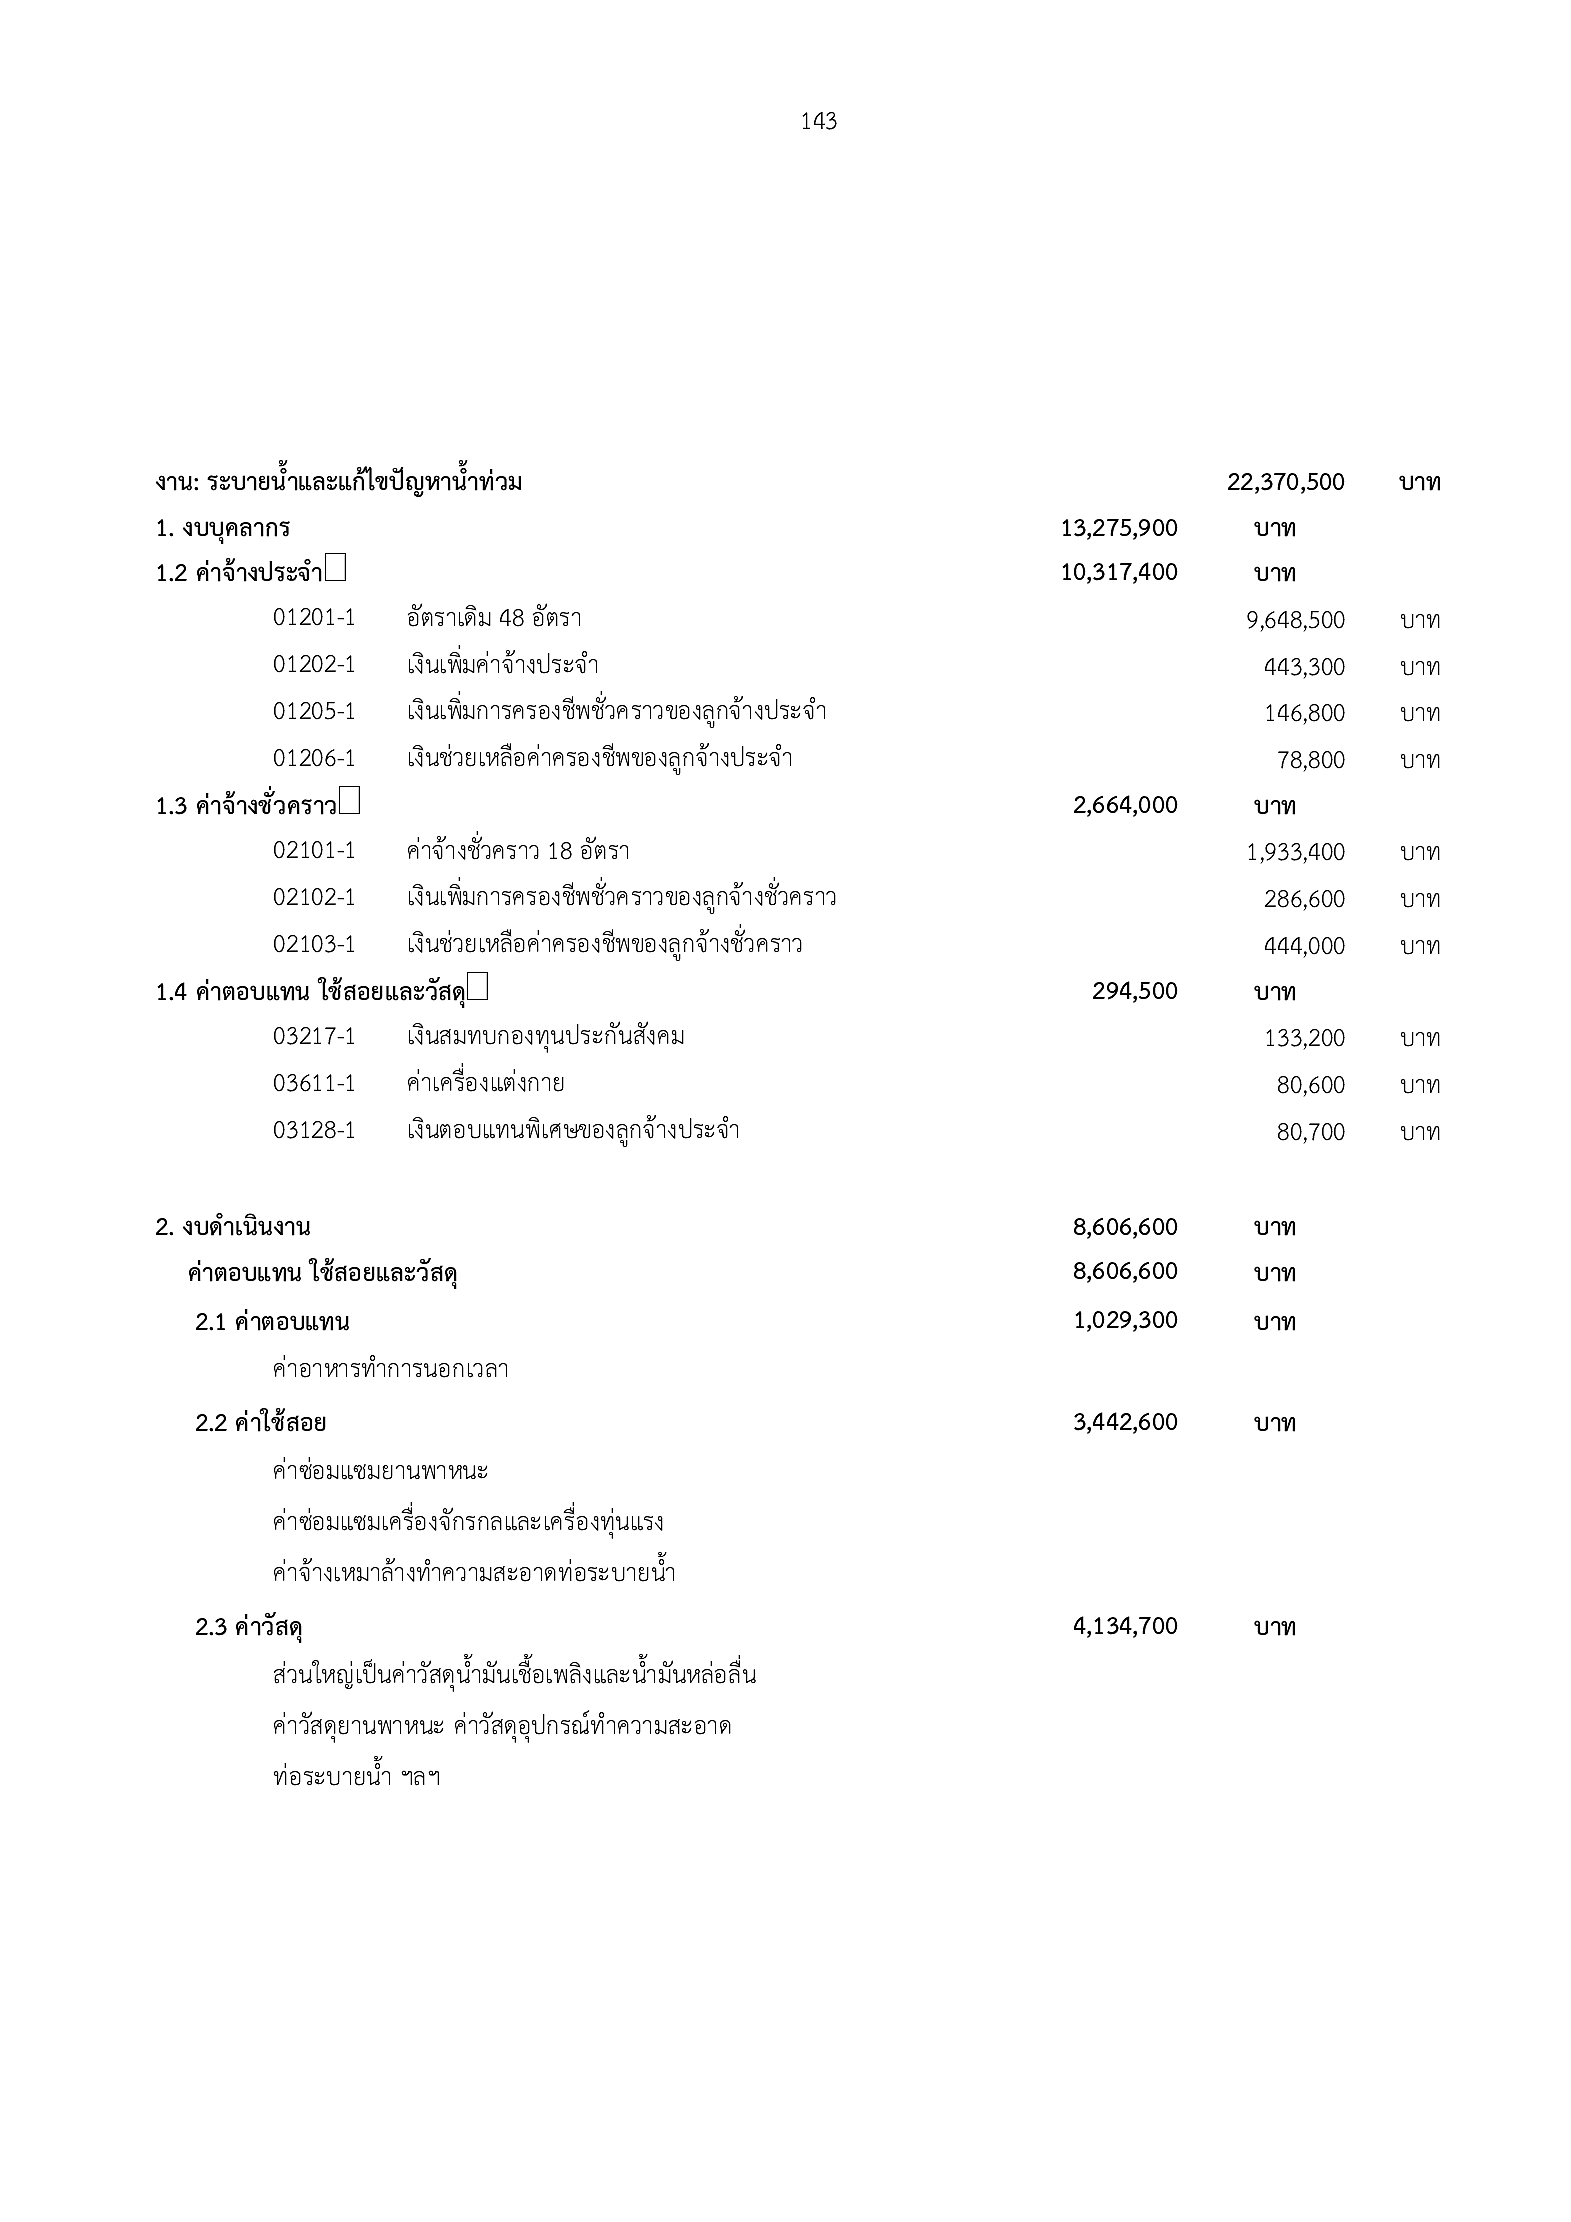 143
งาน: ระบายน้ำและแก้ไขปัญหาน้ำท่วม 22,370,500 บาท
1. งบบุคลากร 13,275,900 บาท
1.2 ค่าจ้างประจำ 10,317,400 บาท
01201-1 อัตราเดิม 48 อัตรา 9,648,500 บาท
01202-1 เงินเพิ่มค่าจ้างประจำ 443,300 บาท
01205-1 เงินเพิ่มการครองชีพชั่วคราวของลูกจ้างประจำ 146,800 บาท
01206-1 เงินช่วยเหลือค่าครองชีพของลูกจ้างประจำ 78,800 บาท
1.3 ค่าจ้างชั่วคราว 2,664,000 บาท
02101-1 ค่าจ้างชั่วคราว 18 อัตรา 1,933,400 บาท
02102-1 เงินเพิ่มการครองชีพชั่วคราวของลูกจ้างชั่วคราว 286,600 บาท
02103-1 เงินช่วยเหลือค่าครองชีพของลูกจ้างชั่วคราว 444,000 บาท
1.4 ค่าตอบแทน ใช้สอยและวัสดุ 294,500 บาท
03217-1 เงินสมทบกองทุนประกันสังคม 133,200 บาท
03611-1 ค่าเครื่องแต่งกาย 80,600 บาท
03128-1 เงินตอบแทนพิเศษของลูกจ้างประจำ 80,700 บาท
2. งบดำเนินงาน 8,606,600 บาท
ค่าตอบแทน ใช้สอยและวัสดุ 8,606,600 บาท
2.1 ค่าตอบแทน 1,029,300 บาท
ค่าอาหารทำการนอกเวลา
2.2 ค่าใช้สอย 3,442,600 บาท
ค่าซ่อมแซมยานพาหนะ
ค่าซ่อมแซมเครื่องจักรกลและเครื่องทุ่นแรง
ค่าจ้างเหมาล้างทำความสะอาดท่อระบายน้ำ
2.3 ค่าวัสดุ 4,134,700 บาท
ส่วนใหญ่เป็นค่าวัสดุน้ำมันเชื้อเพลิงและน้ำมันหล่อลื่น
ค่าวัสดุยานพาหนะ ค่าวัสดุอุปกรณ์ทำความสะอาด
ท่อระบายน้ำ ฯลฯ